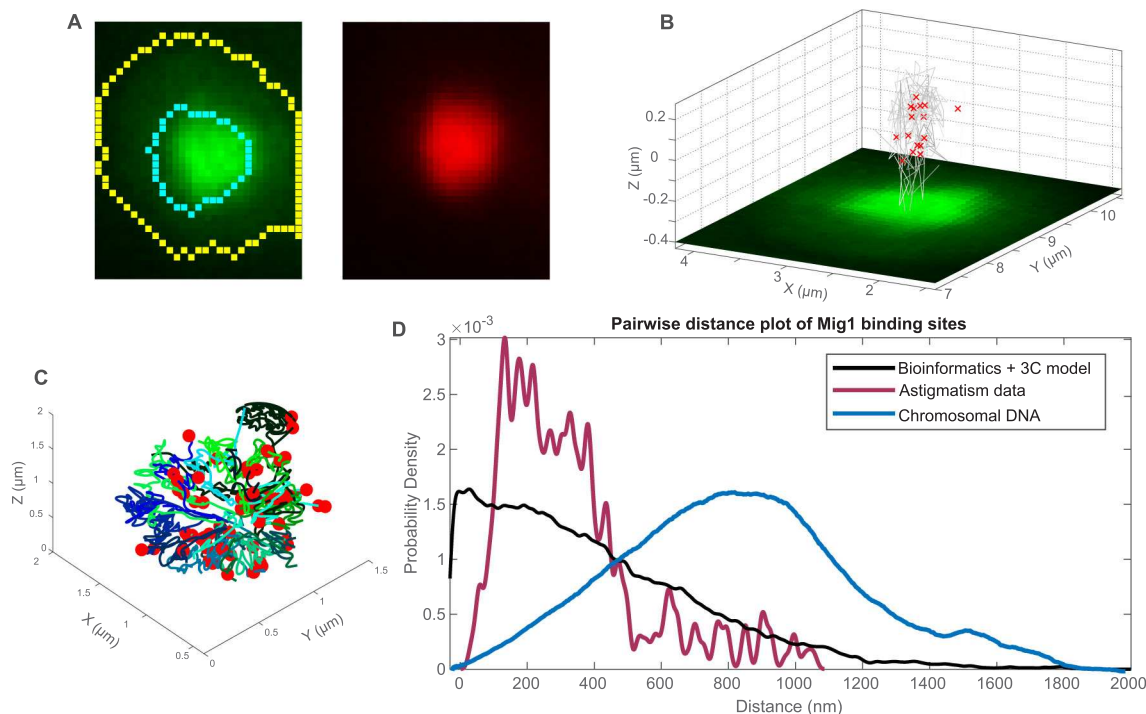 A
B
0.2
0
-0.2
-0.4
Z (µm)
4
3
2
X (µm)
7
8
9
10
Y (µm)
C
2
1.5
1
0.5
0
Z (µm)
2
1.5
1
0.5
X (µm)
0
0.5
1
1.5
Y (µm)
D
×10⁻³
Pairwise distance plot of Mig1 binding sites
3
2.5
2
1.5
1
0.5
0
Probability Density
Bioinformatics + 3C model
Astigmatism data
Chromosomal DNA
0 200 400 600 800 1000 1200 1400 1600 1800 2000
Distance (nm)